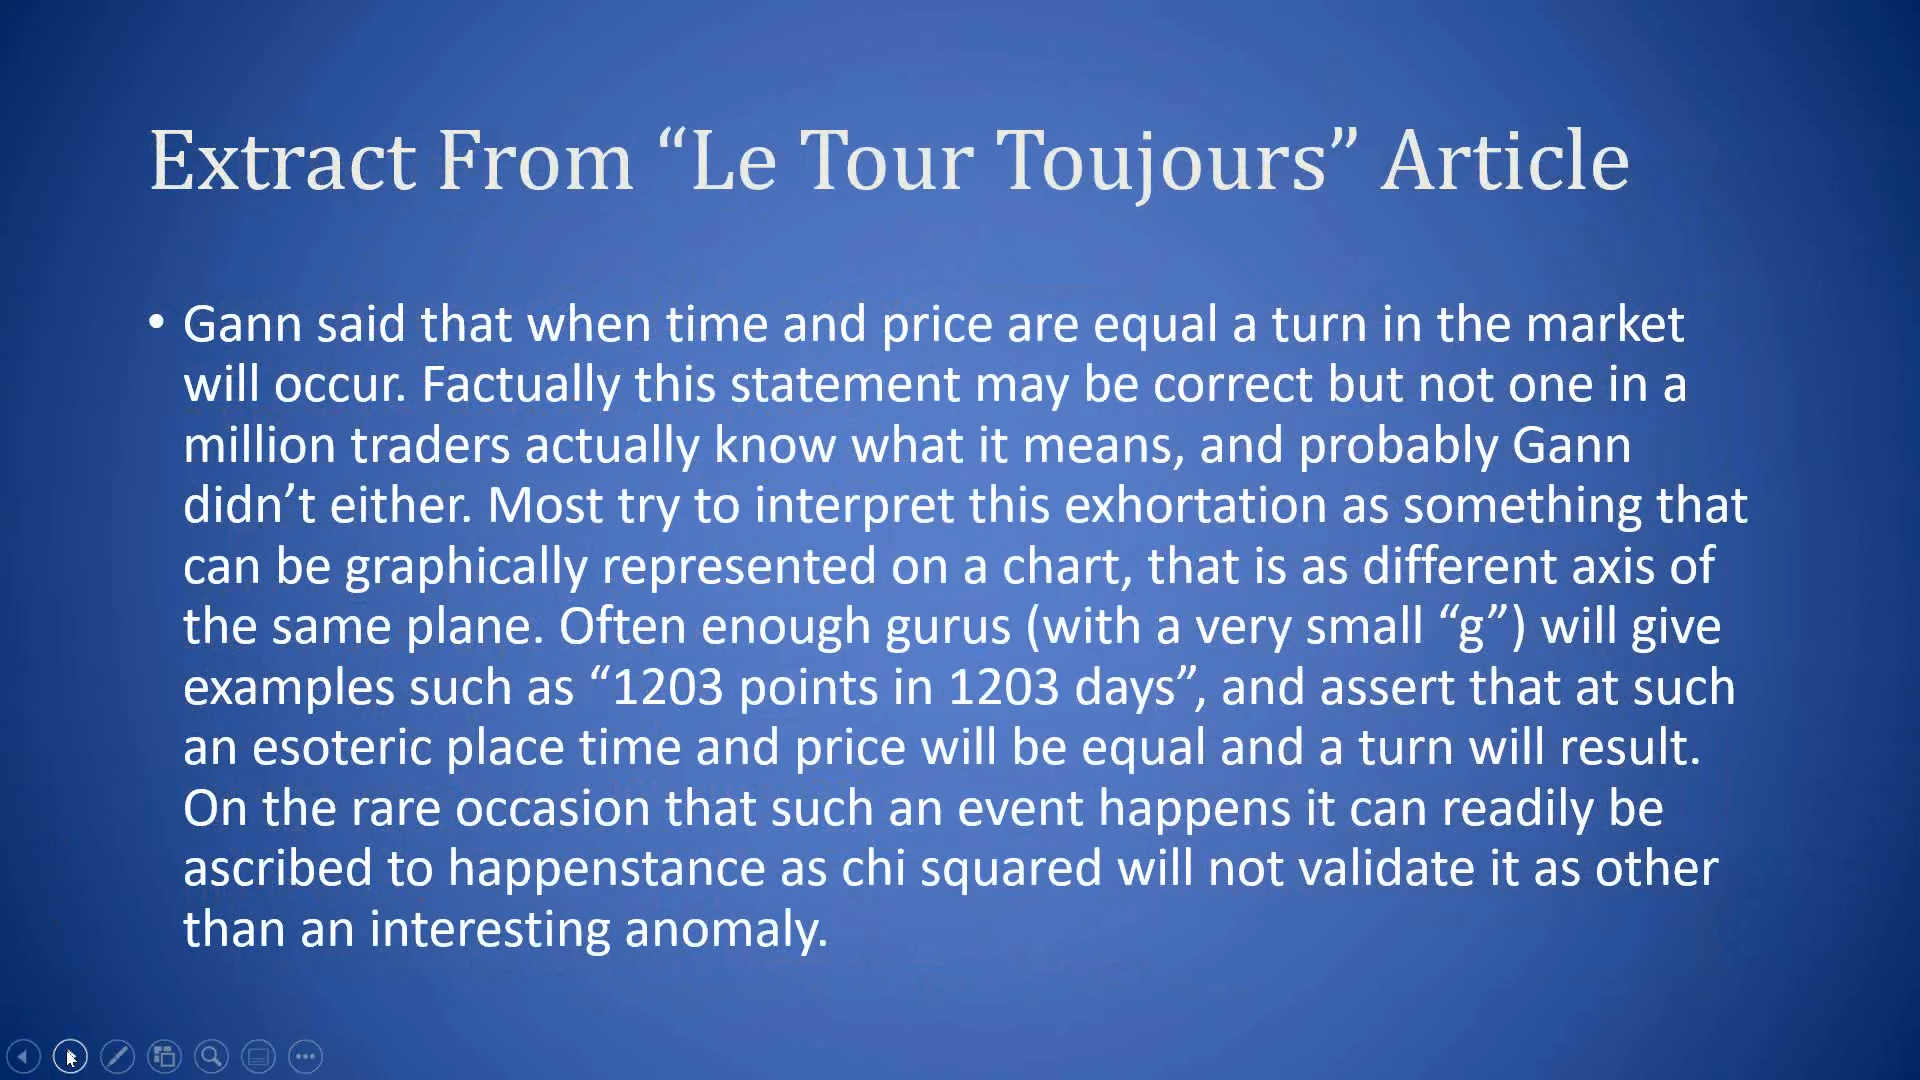 Extract From “Le Tour Toujours” Article
• Gann said that when time and price are equal a turn in the market
will occur. Factually this statement may be correct but not one in a
million traders actually know what it means, and probably Gann
didn’t either. Most try to interpret this exhortation as something that
can be graphically represented on a chart, that is as different axis of
the same plane. Often enough gurus (with a very small “g”) will give
examples such as “1203 points in 1203 days”, and assert that at such
an esoteric place time and price will be equal and a turn will result.
On the rare occasion that such an event happens it can readily be
ascribed to happenstance as chi squared will not validate it as other
than an interesting anomaly.